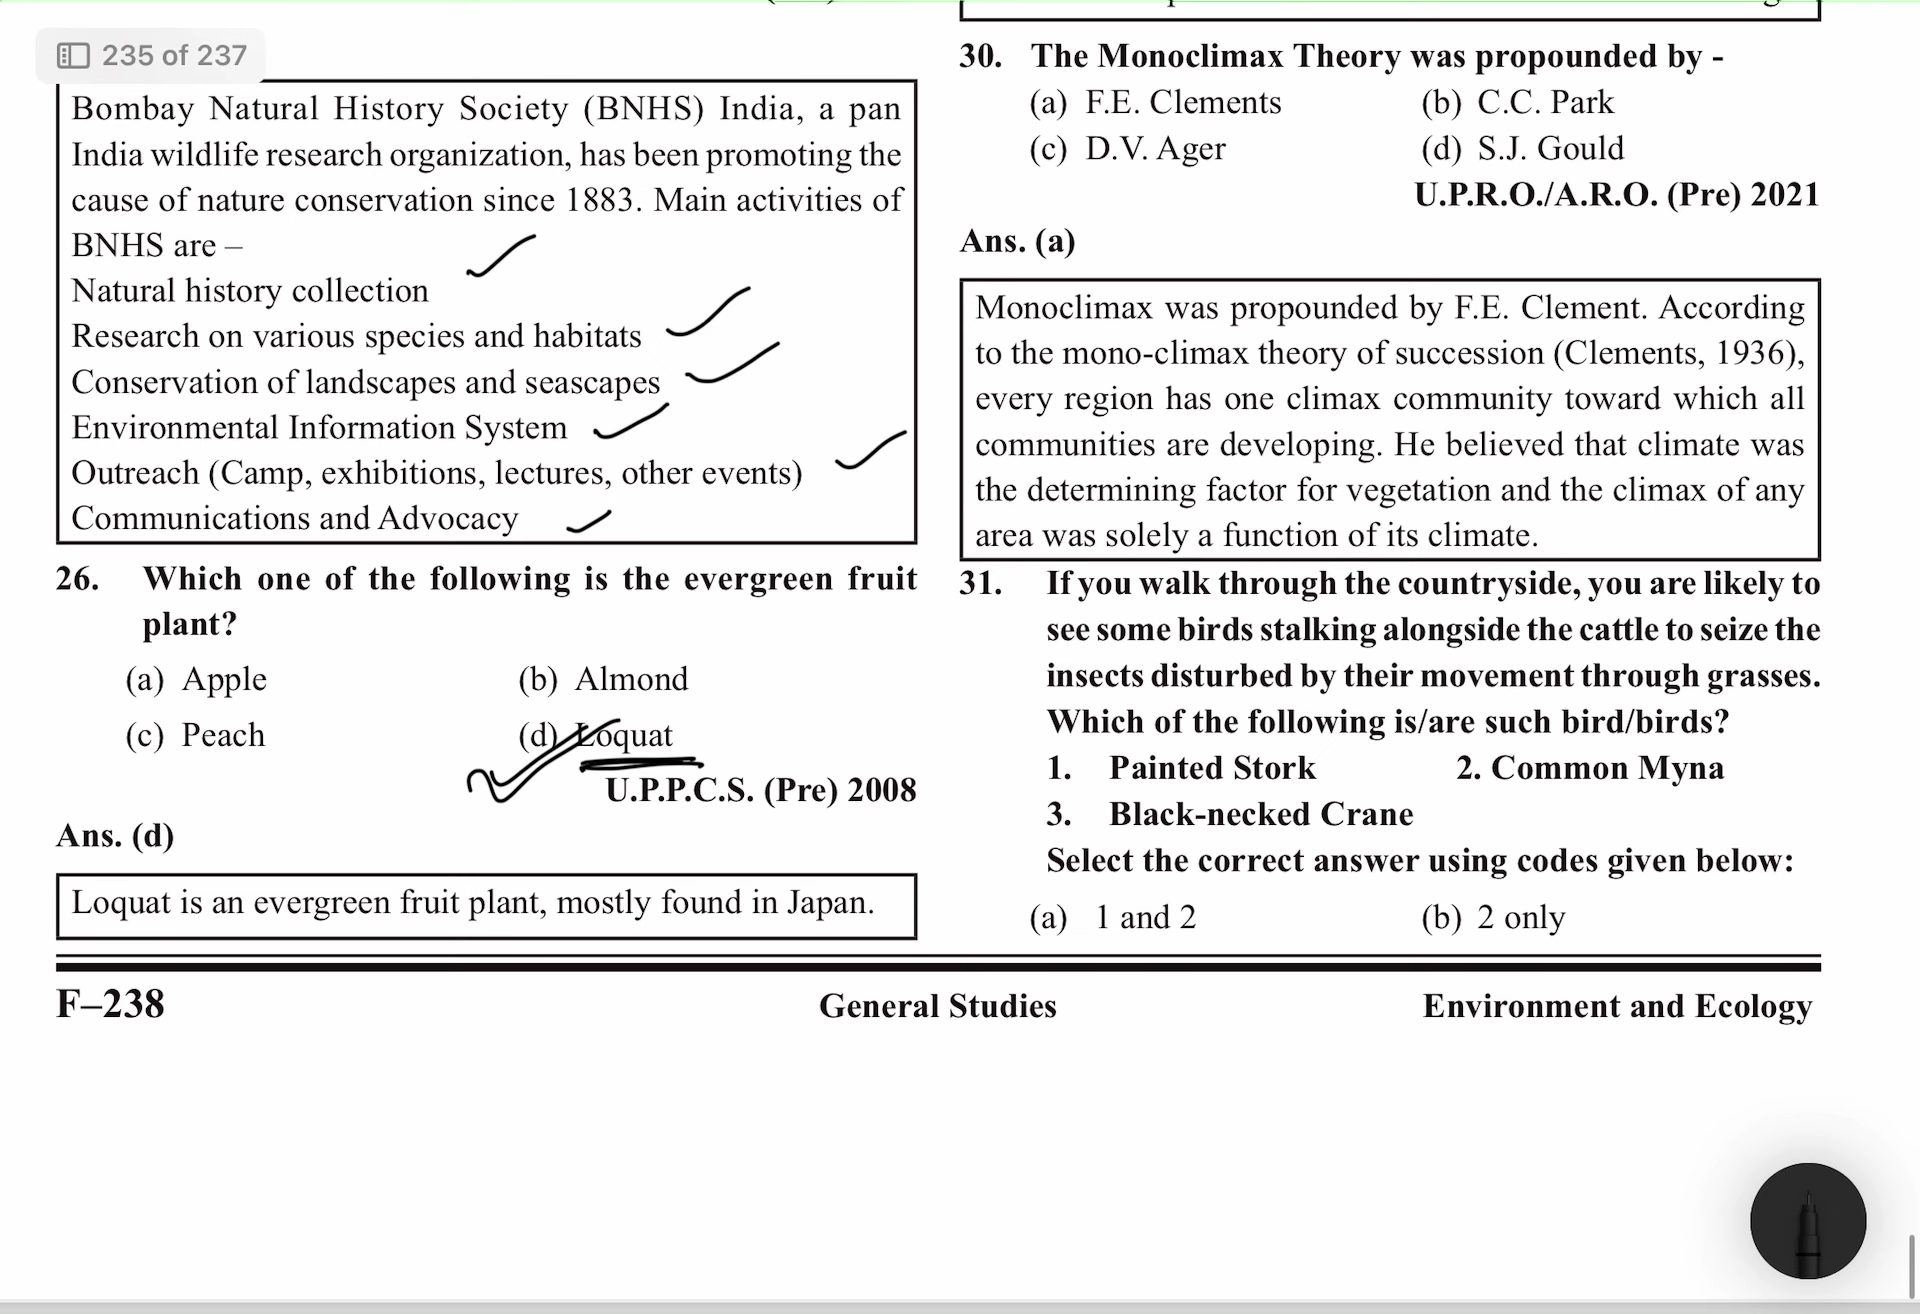 235 of 237
Bombay Natural History Society (BNHS) India, a pan
India wildlife research organization, has been promoting the
cause of nature conservation since 1883. Main activities of
BNHS are –
Natural history collection
Research on various species and habitats
Conservation of landscapes and seascapes
Environmental Information System
Outreach (Camp, exhibitions, lectures, other events)
Communications and Advocacy
26. Which one of the following is the evergreen fruit
plant?
(a) Apple (b) Almond
(c) Peach (d) Loquat
U.P.P.C.S. (Pre) 2008
Ans. (d)
Loquat is an evergreen fruit plant, mostly found in Japan.
30. The Monoclimax Theory was propounded by -
(a) F.E. Clements (b) C.C. Park
(c) D.V. Ager (d) S.J. Gould
U.P.R.O./A.R.O. (Pre) 2021
Ans. (a)
Monoclimax was propounded by F.E. Clement. According
to the mono-climax theory of succession (Clements, 1936),
every region has one climax community toward which all
communities are developing. He believed that climate was
the determining factor for vegetation and the climax of any
area was solely a function of its climate.
31. If you walk through the countryside, you are likely to
see some birds stalking alongside the cattle to seize the
insects disturbed by their movement through grasses.
Which of the following is/are such bird/birds?
1. Painted Stork 2. Common Myna
3. Black-necked Crane
Select the correct answer using codes given below:
(a) 1 and 2 (b) 2 only
F–238 General Studies Environment and Ecology